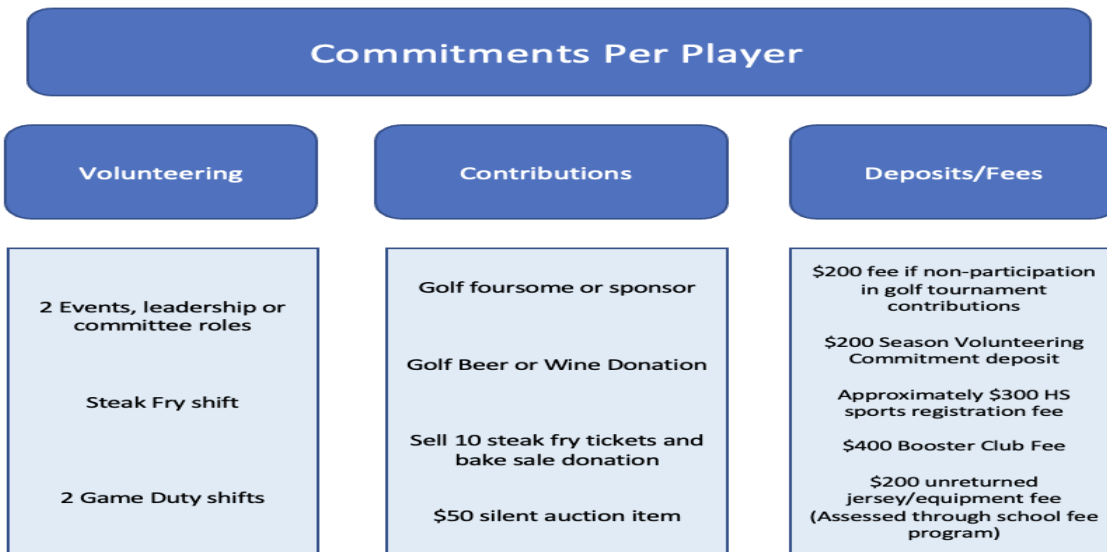 Commitments Per Player
Volunteering
Contributions
Deposits/Fees
2 Events, leadership or
committee roles
Steak Fry shift
2 Game Duty shifts
Golf foursome or sponsor
Golf Beer or Wine Donation
Sell 10 steak fry tickets and
bake sale donation
$50 silent auction item
$200 fee if non-participation
in golf tournament
contributions
$200 Season Volunteering
Commitment deposit
Approximately $300 HS
sports registration fee
$400 Booster Club Fee
$200 unreturned
jersey/equipment fee
(Assessed through school fee
program)